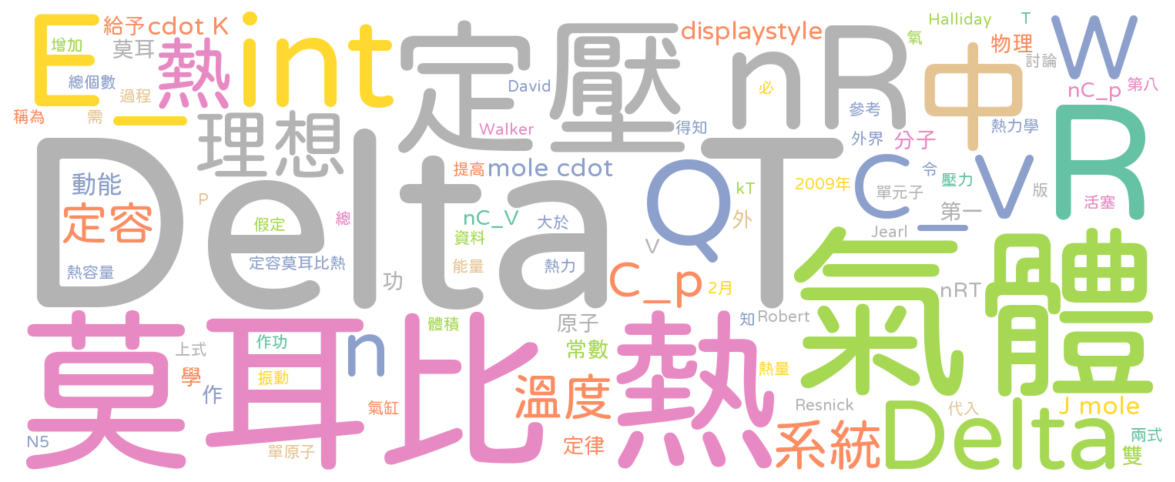 給予 cdot K
Halliday
T
增加
莫耳
E_int
熱
定壓
displaystyle
nR
氣
物理
中
W
討論
總個數
過程
David
必
nC_p
第八
稱為
需
理想
Walker
得知
參考
外界
分子
熱力學
Delta T
動能
提高
mole cdot
Q
kT
2009年
C_V
單元子
令
壓力
版
R
活塞
定容
P
假定
總
nC_V
大於
資料
V
外
第一
Jearl
氣體
熱容量
定容莫耳比熱
功
能量
熱力
C_p
2月
nRT
莫耳比熱
體積
原子
知
Robert
上式
作功
n
常數
學
振動
作
氣缸
溫度
熱量
Resnick
Delta
代入
J mole
N5
單原子
定律
系統
兩式
雙